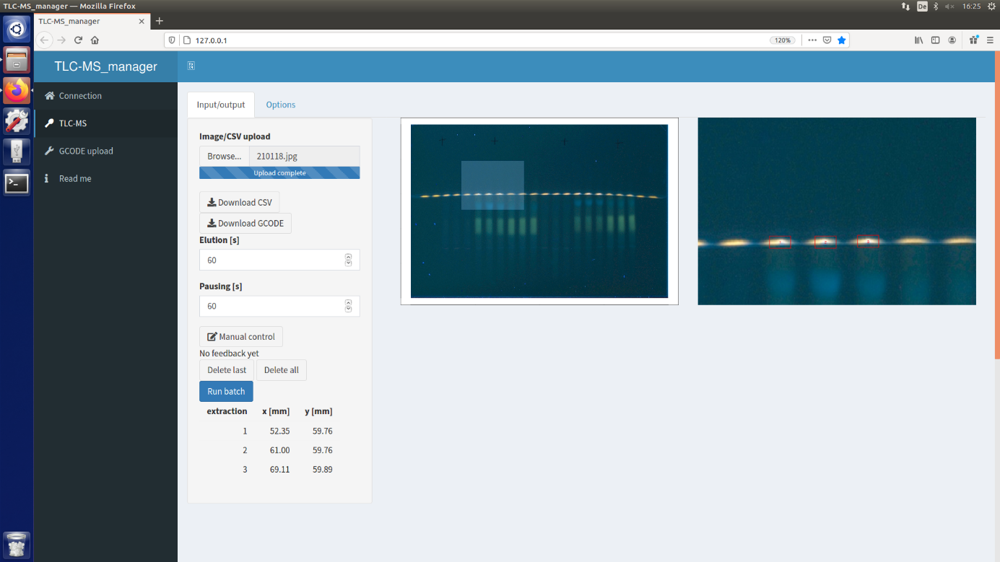 TLC-MS_manager — Mozilla Firefox
De
16:25
TLC-MS_manager
127.0.0.1
120%
TLC-MS_manager
Connection
TLC-MS
GCODE upload
Read me
Input/output
Options
Image/CSV upload
Browse...
210118.jpg
Upload complete
Download CSV
Download GCODE
Elution [s]
60
Pausing [s]
60
Manual control
No feedback yet
Delete last
Delete all
Run batch
extraction x [mm] y [mm]
1 52.35 59.76
2 61.00 59.76
3 69.11 59.89